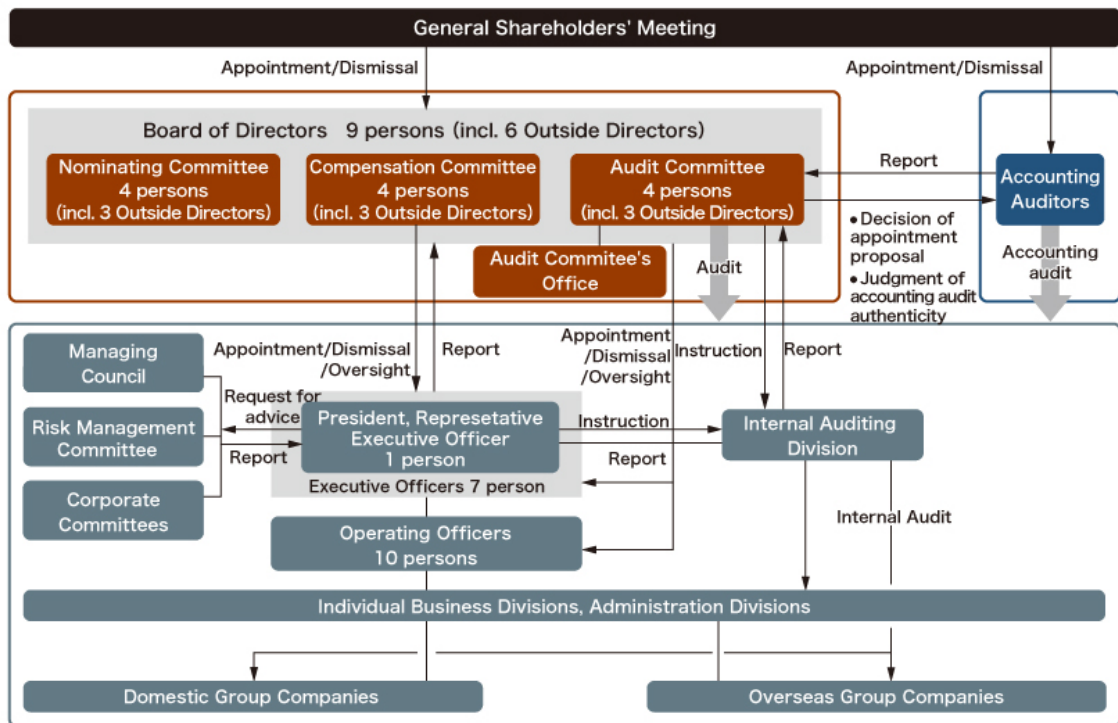 General Shareholders' Meeting
Appointment/Dismissal
Appointment/Dismissal
Board of Directors 9 persons (incl. 6 Outside Directors)
Nominating Committee
4 persons
(incl. 3 Outside Directors)
Compensation Committee
4 persons
(incl. 3 Outside Directors)
Audit Committee
4 persons
(incl. 3 Outside Directors)
Report
Accounting
Auditors
●Decision of
appointment
proposal
●Judgment of
accounting audit
authenticity
Audit Commitee's
Office
Audit
Accounting
audit
Managing
Council
Risk Management
Committee
Corporate
Committees
Appointment/Dismissal
/Oversight
Report
Appointment
/Dismissal
/Oversight
Instruction
Report
Request for
advice
Report
President, Represetative
Executive Officer
1 person
Executive Officers 7 person
Instruction
Report
Internal Auditing
Division
Operating Officers
10 persons
Internal Audit
Individual Business Divisions, Administration Divisions
Domestic Group Companies
Overseas Group Companies